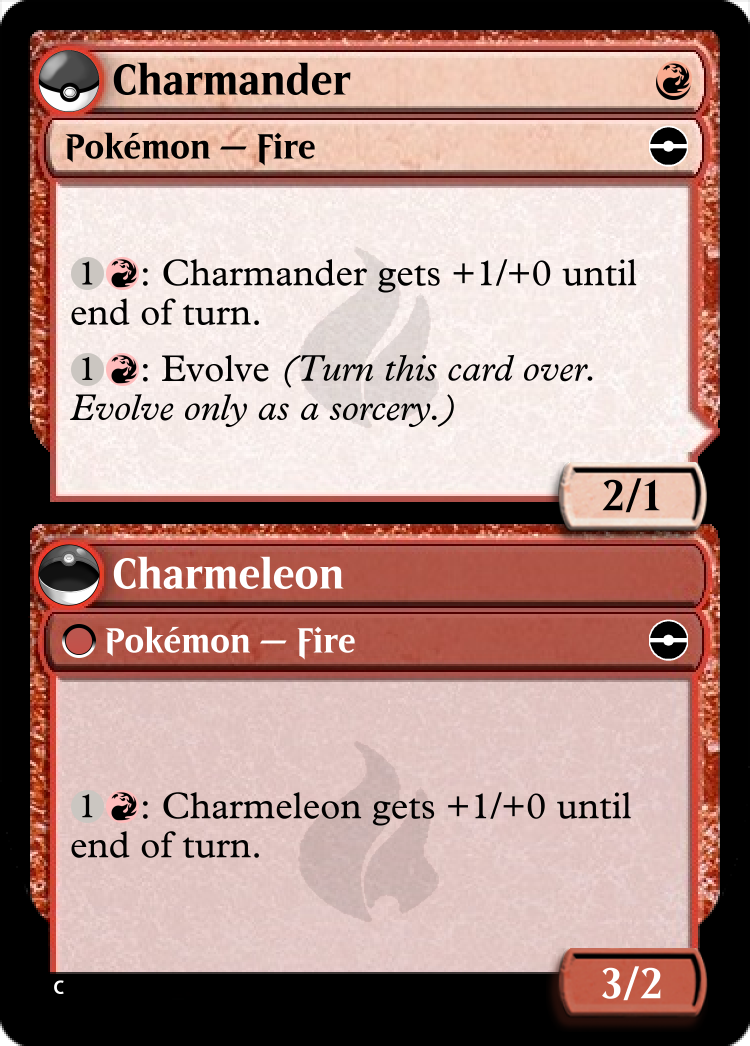 Charmander
Pokémon — Fire
1: Charmander gets +1/+0 until
end of turn.
1: Evolve (Turn this card over.
Evolve only as a sorcery.)
2/1
Charmeleon
Pokémon — Fire
1: Charmeleon gets +1/+0 until
end of turn.
3/2
C